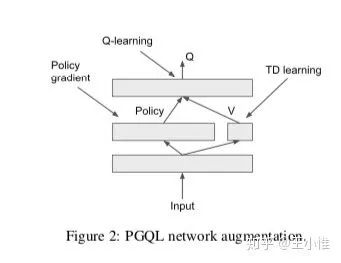 Q-learning
Q
Policy
gradient
TD learning
Policy
V
Input
知乎 @王小惟
Figure 2: PGQL network augmentation.